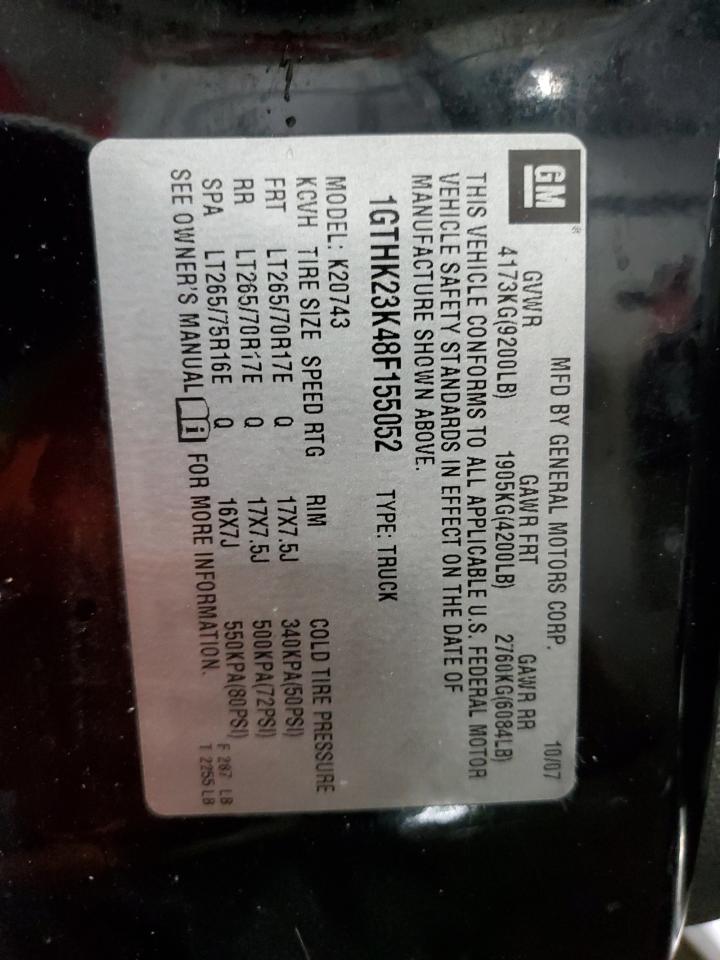 GM®
MFD BY GENERAL MOTORS CORP. 10/07
GVWR GAWR FRT GAWR RR
4173KG(9200LB) 1905KG(4200LB) 2760KG(6084LB)
THIS VEHICLE CONFORMS TO ALL APPLICABLE U.S. FEDERAL MOTOR
VEHICLE SAFETY STANDARDS IN EFFECT ON THE DATE OF
MANUFACTURE SHOWN ABOVE.
1GTHK23K48F155052 TYPE: TRUCK
MODEL: K20743
KCVH TIRE SIZE SPEED RTG RIM COLD TIRE PRESSURE
FRT LT265/70R17E Q 17X7.5J 340KPA(50PSI)
RR LT265/70R17E Q 17X7.5J 500KPA(72PSI)
SPA LT265/75R16E Q 16X7J 550KPA(80PSI) F 287 LB
SEE OWNER'S MANUAL i FOR MORE INFORMATION. T 2255 LB